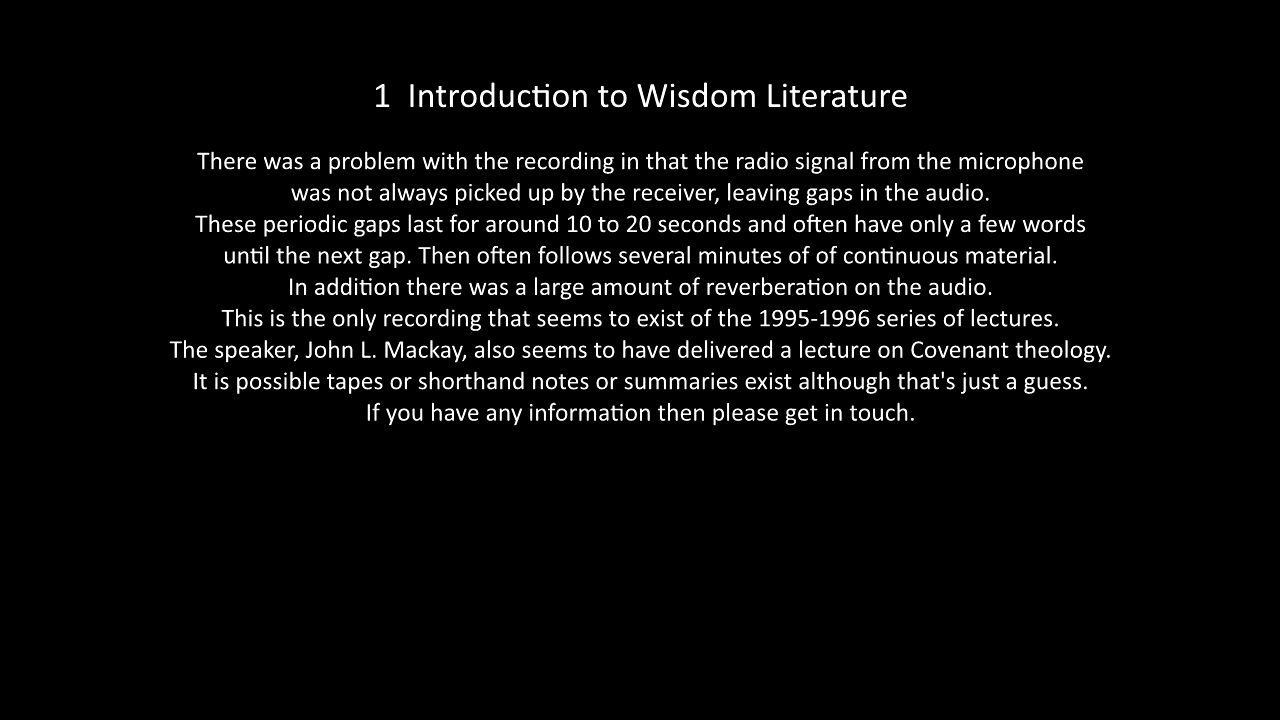 1 Introduction to Wisdom Literature
There was a problem with the recording in that the radio signal from the microphone
was not always picked up by the receiver, leaving gaps in the audio.
These periodic gaps last for around 10 to 20 seconds and often have only a few words
until the next gap. Then often follows several minutes of of continuous material.
In addition there was a large amount of reverberation on the audio.
This is the only recording that seems to exist of the 1995-1996 series of lectures.
The speaker, John L. Mackay, also seems to have delivered a lecture on Covenant theology.
It is possible tapes or shorthand notes or summaries exist although that's just a guess.
If you have any information then please get in touch.